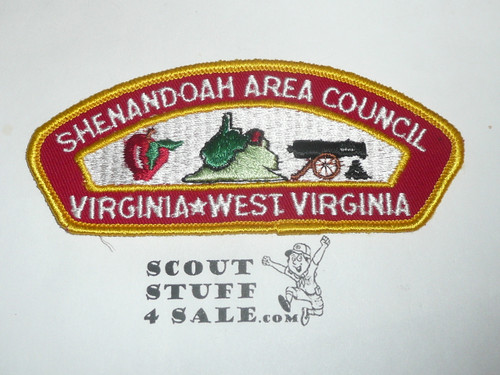 SHENANDOAH AREA COUNCIL
VIRGINIA★WEST VIRGINIA
SCOUT
STUFF
4 SALE.COM